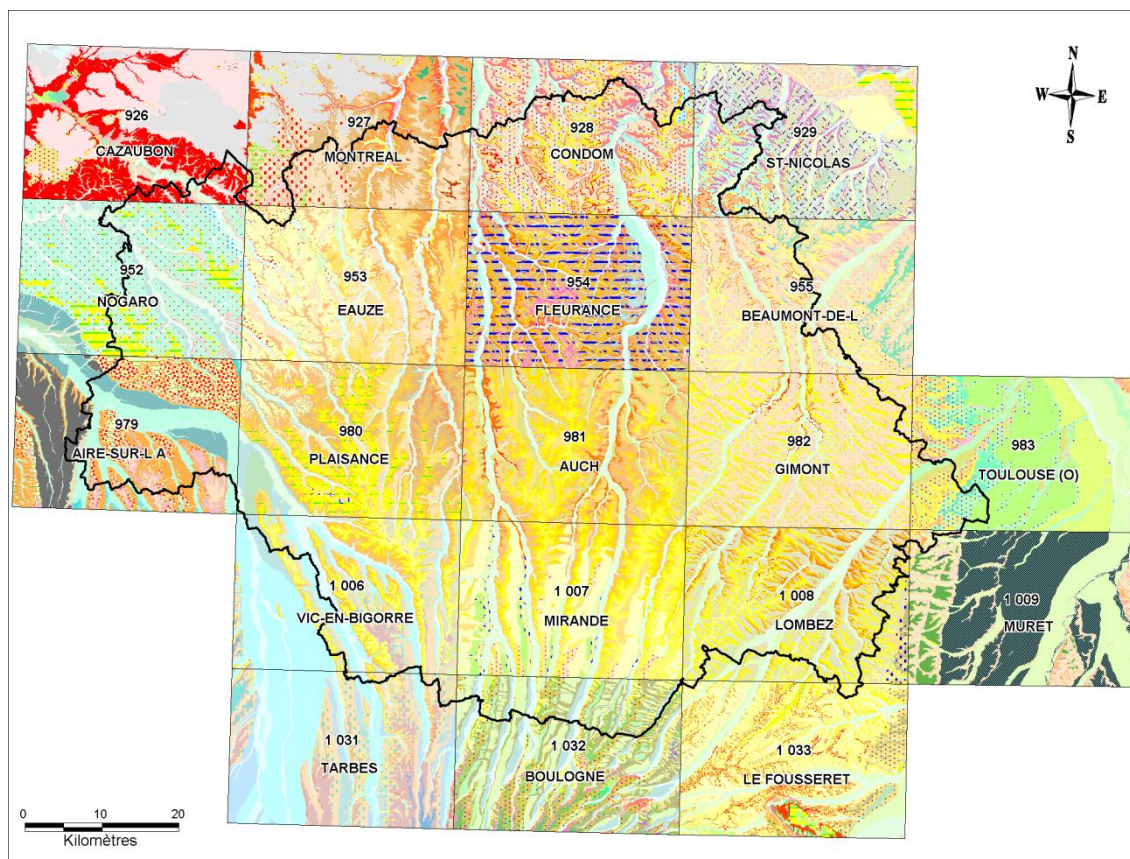 N
W E
S
926
CAZAUBON
927
MONTREAL
928
CONDOM
929
ST-NICOLAS
952
NOGARO
953
EAUZE
954
FLEURANCE
955
BEAUMONT-DE-L
979
AIRE-SUR-L A
980
PLAISANCE
981
AUCH
982
GIMONT
983
TOULOUSE (O)
1 006
VIC-EN-BIGORRE
1 007
MIRANDE
1 008
LOMBEZ
1 009
MURET
1 031
TARBES
1 032
BOULOGNE
1 033
LE FOUSSERET
0 10 20
Kilomètres